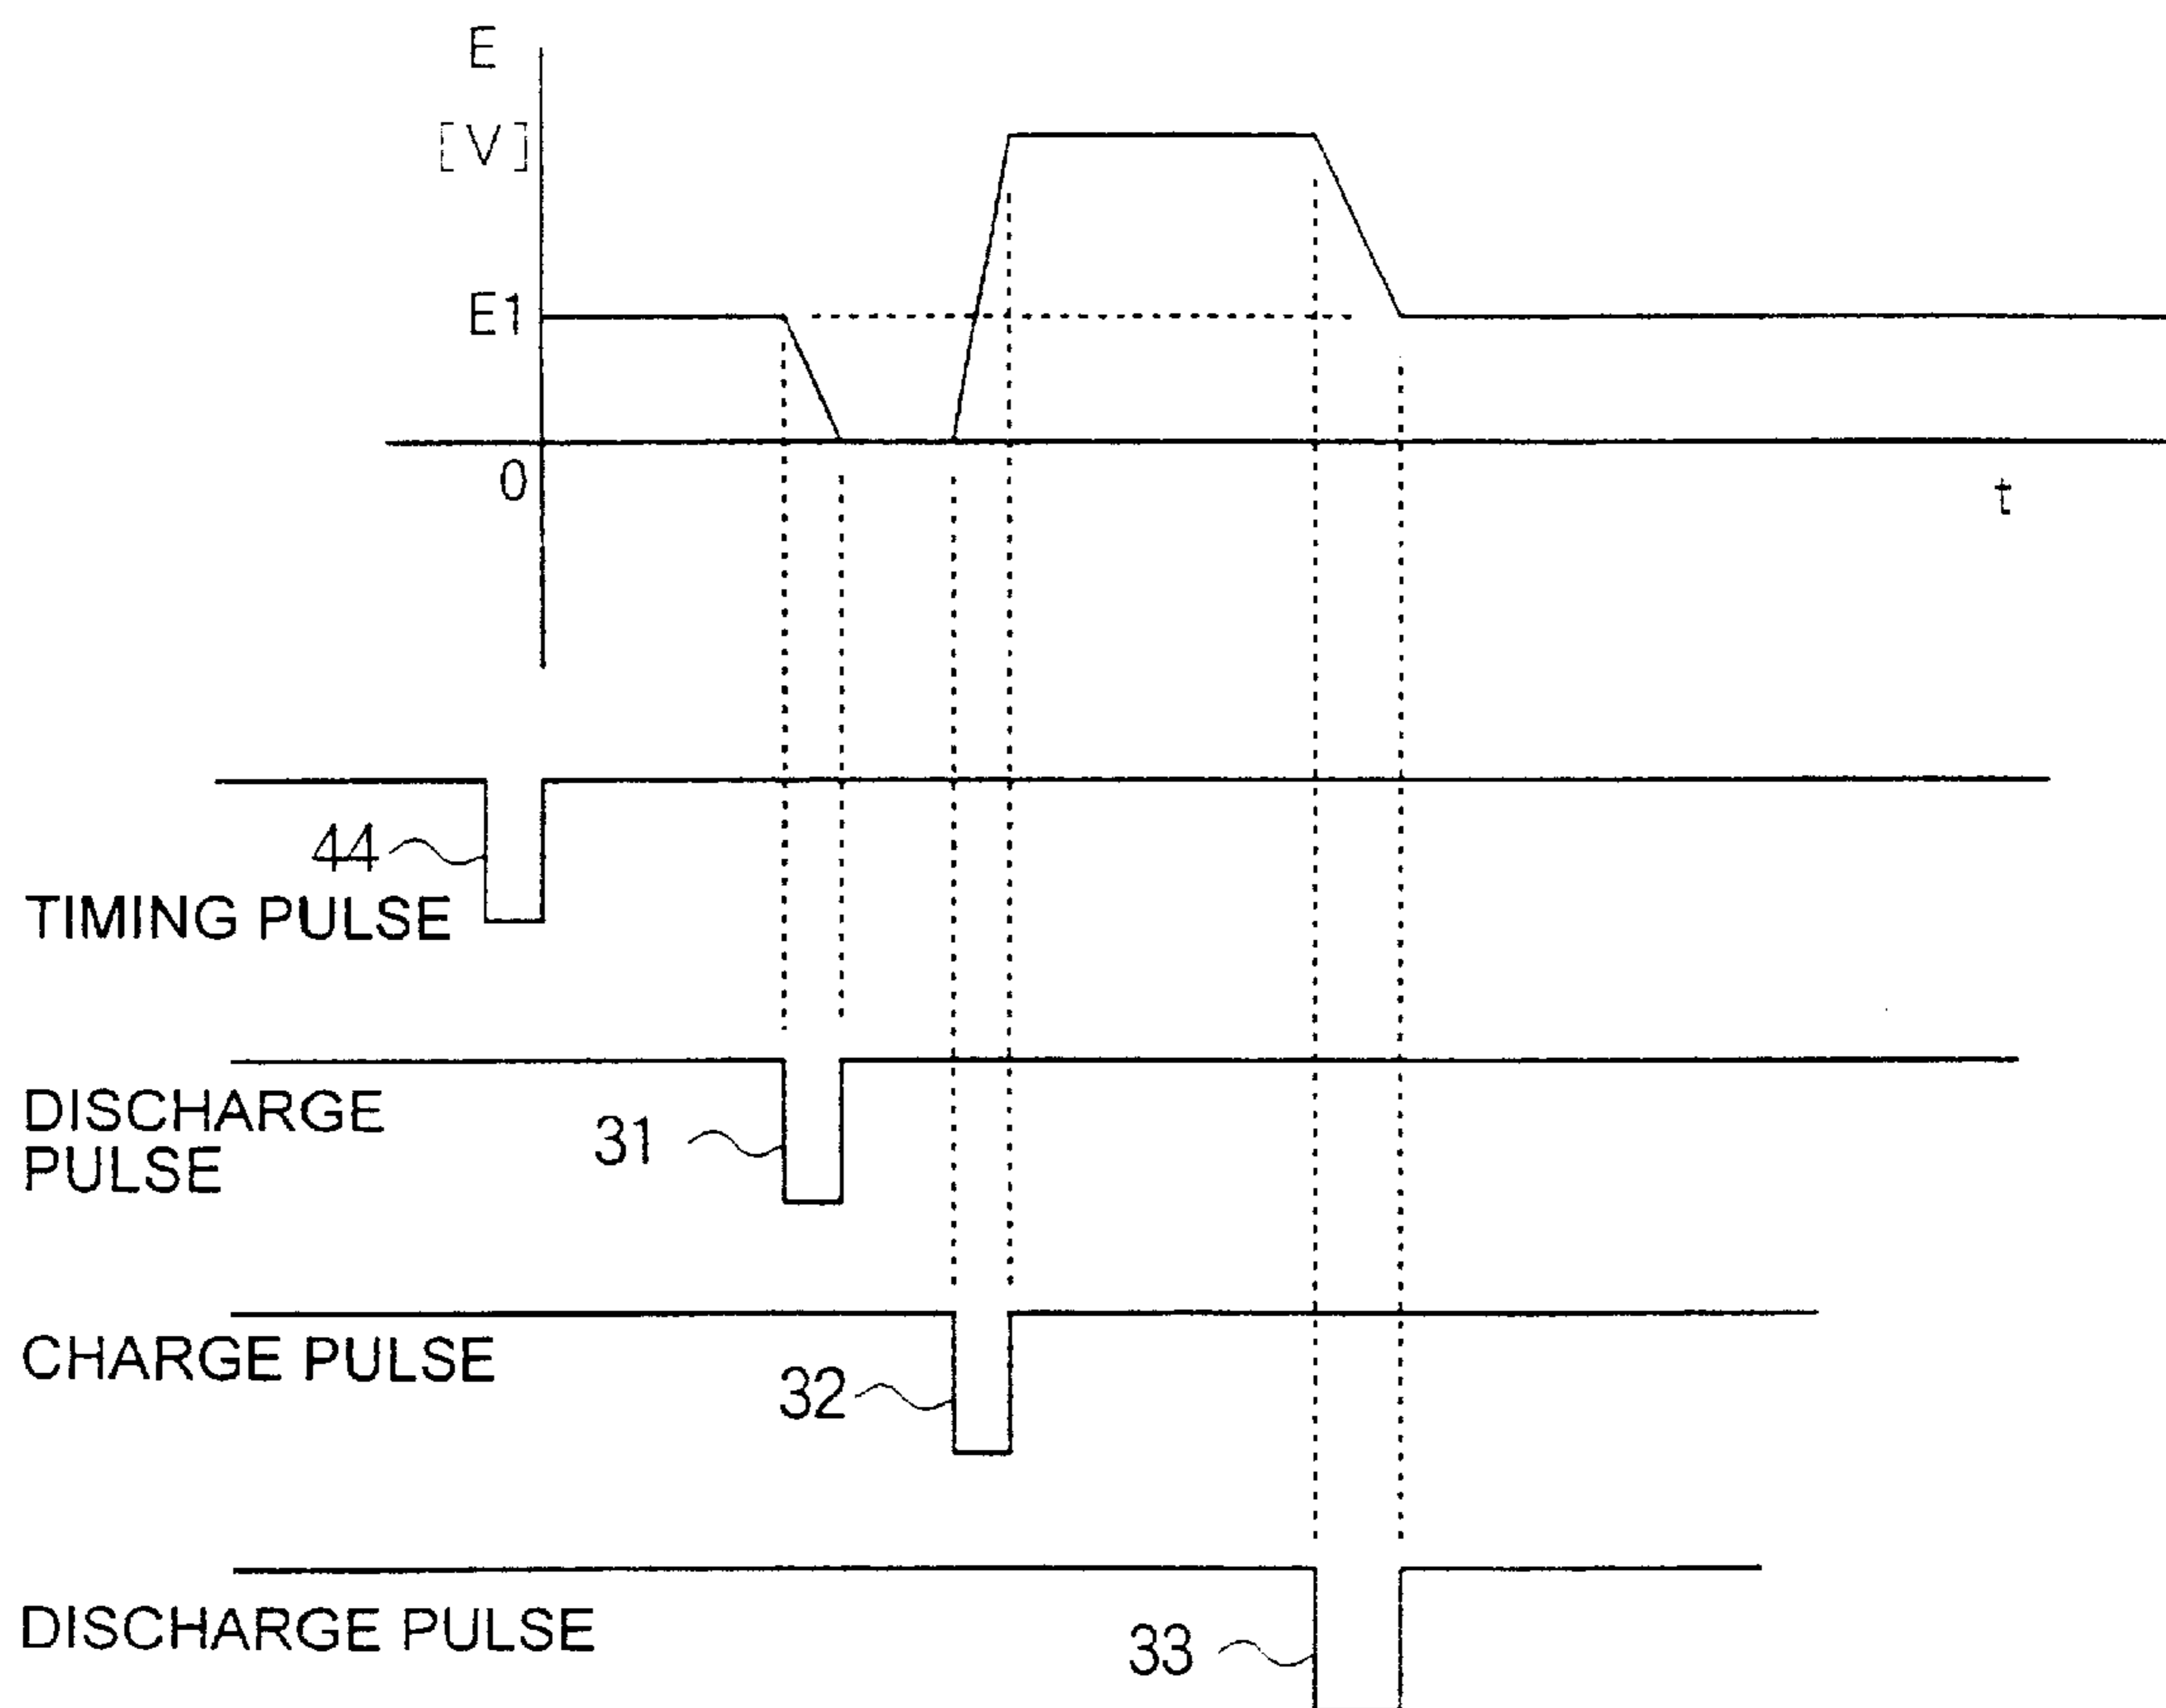 E
[V]
E1
0
t
44
TIMING PULSE
DISCHARGE
PULSE
31
CHARGE PULSE
32
DISCHARGE PULSE
33